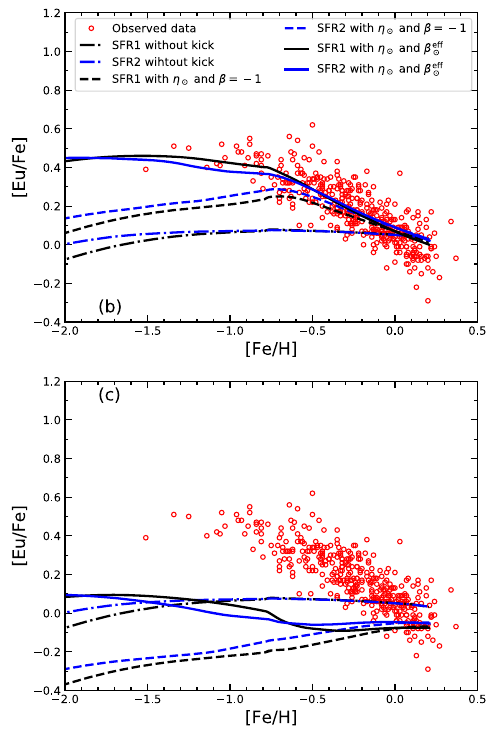 1.2
1.0
0.8
0.6
0.4
0.2
0.0
−0.2
−0.4
[Eu/Fe]
Observed data
SFR1 wthout kick
SFR2 wthout kick
SFR1 with η⊙ and β = −1
SFR2 with η⊙ and β = −1
SFR1 with η⊙ and β⊙^eff
SFR2 with η⊙ and β⊙^eff
(b)
−2.0 −1.5 −1.0 −0.5 0.0 0.5
[Fe/H]
(c)
1.2
1.0
0.8
0.6
0.4
0.2
0.0
−0.2
−0.4
[Eu/Fe]
−2.0 −1.5 −1.0 −0.5 0.0 0.5
[Fe/H]